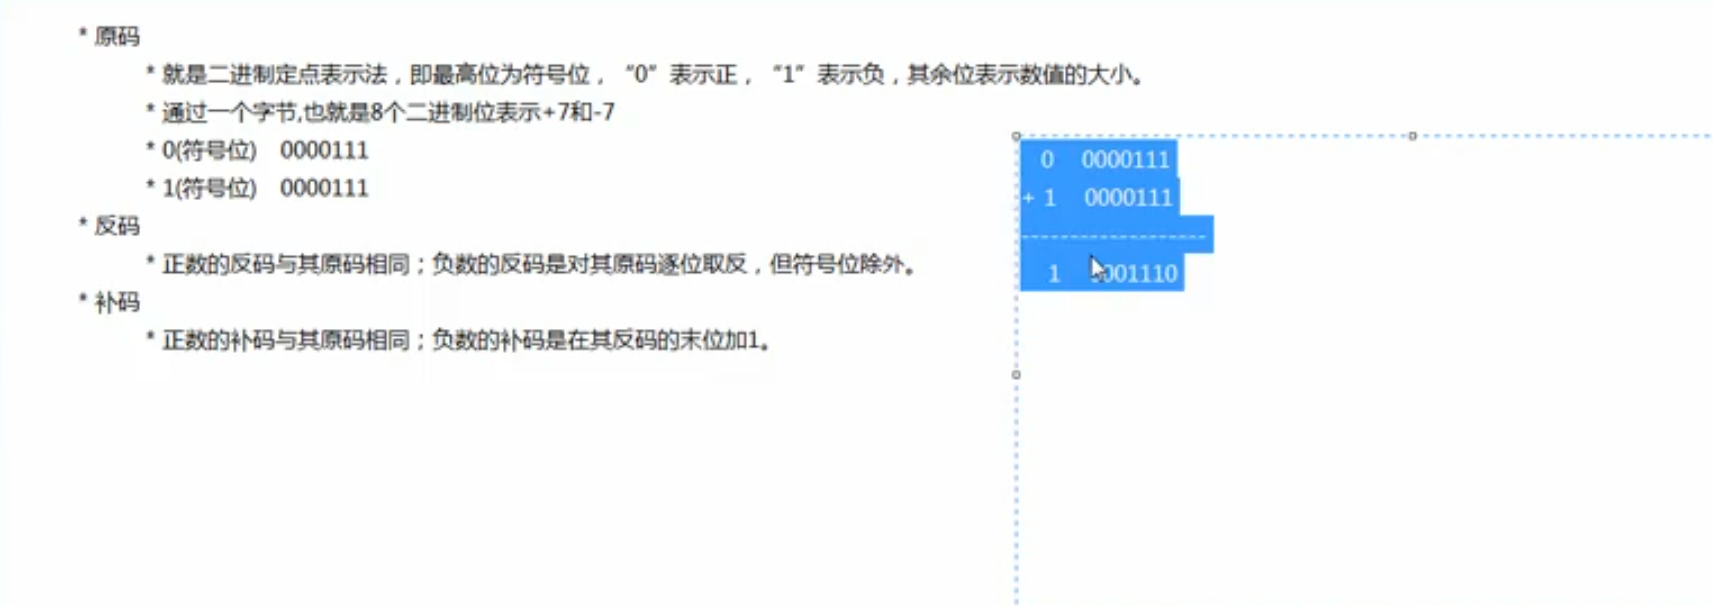 * 原码
* 就是二进制定点表示法，即最高位为符号位，“0”表示正，“1”表示负，其余位表示数值的大小。
* 通过一个字节,也就是8个二进制位表示+7和-7
* 0(符号位) 0000111
* 1(符号位) 0000111
* 反码
* 正数的反码与其原码相同；负数的反码是对其原码逐位取反，但符号位除外。
* 补码
* 正数的补码与其原码相同；负数的补码是在其反码的末位加1。
0 0000111
+ 1 0000111
-----------------------
1 001110